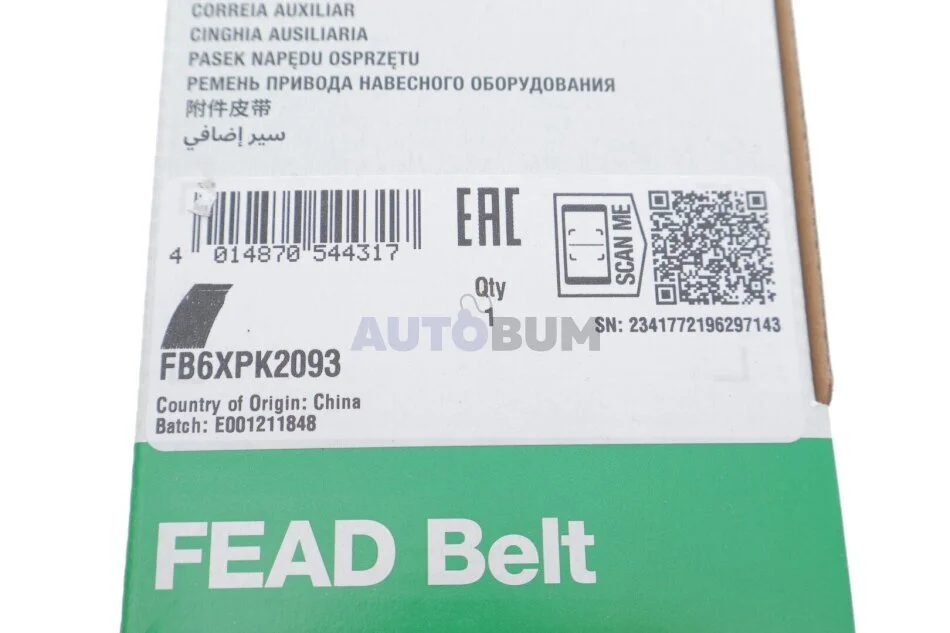 CORREIA AUXILIAR
CINGHIA AUSILIARIA
PASEK NAPĘDU OSPRZĘTU
РЕМЕНЬ ПРИВОДА НАВЕСНОГО ОБОРУДОВАНИЯ
附件皮带
سير إضافي
EAC
SCAN ME
4 014870 544317
Qty
1
SN: 2341772196297143
AUTOBUM
FB6XPK2093
Country of Origin: China
Batch: E001211848
FEAD Belt